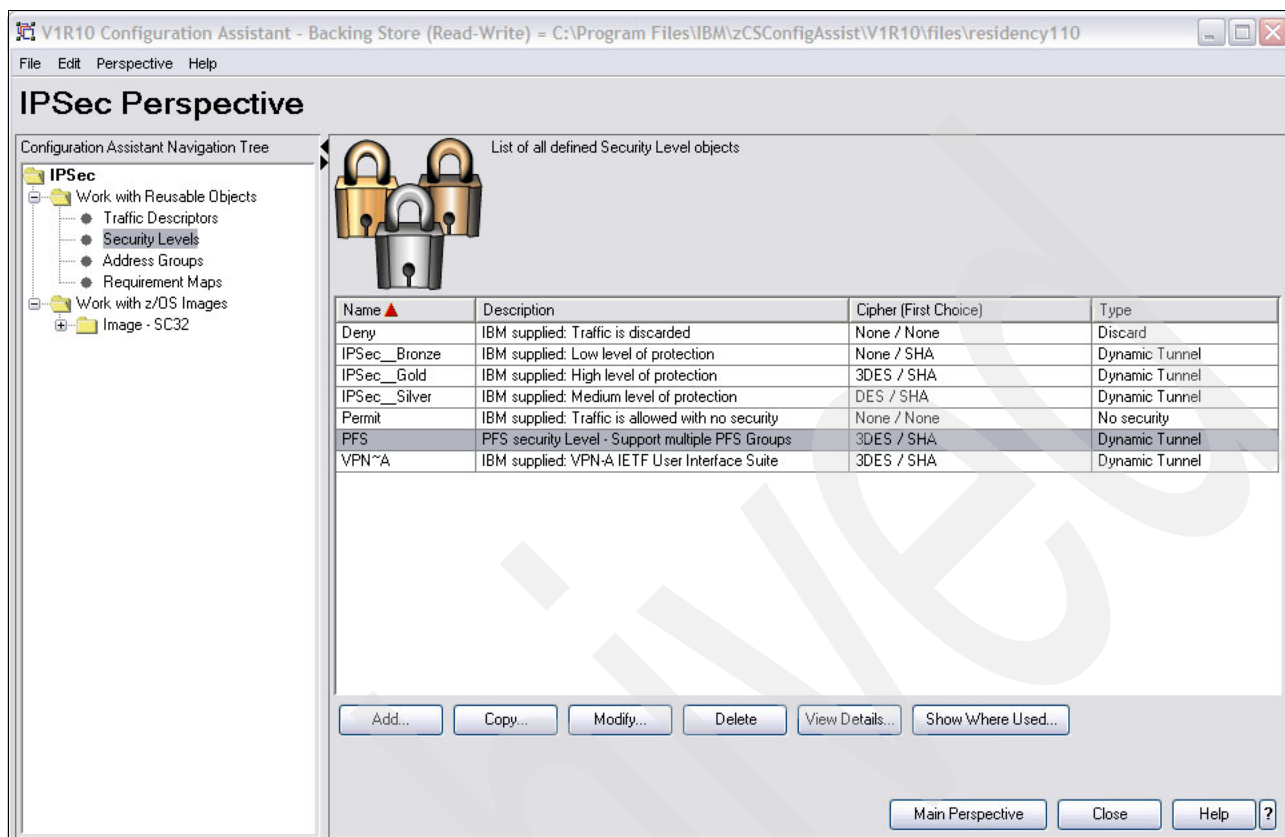 V1R10 Configuration Assistant - Backing Store (Read-Write) = C:\Program Files\IBM\zCSConfigAssist\V1R10\files\residency110
File Edit Perspective Help
IPSec Perspective
Configuration Assistant Navigation Tree
IPSec
Work with Reusable Objects
Traffic Descriptors
Security Levels
Address Groups
Requirement Maps
Work with z/OS Images
Image - SC32
List of all defined Security Level objects
Name Description Cipher (First Choice) Type
Deny IBM supplied: Traffic is discarded None / None Discard
IPSec__Bronze IBM supplied: Low level of protection None / SHA Dynamic Tunnel
IPSec__Gold IBM supplied: High level of protection 3DES / SHA Dynamic Tunnel
IPSec__Silver IBM supplied: Medium level of protection DES / SHA Dynamic Tunnel
Permit IBM supplied: Traffic is allowed with no security None / None No security
PFS PFS security Level - Support multiple PFS Groups 3DES / SHA Dynamic Tunnel
VPN~A IBM supplied: VPN-A IETF User Interface Suite 3DES / SHA Dynamic Tunnel
Add... Copy... Modify... Delete View Details... Show Where Used...
Main Perspective Close Help ?